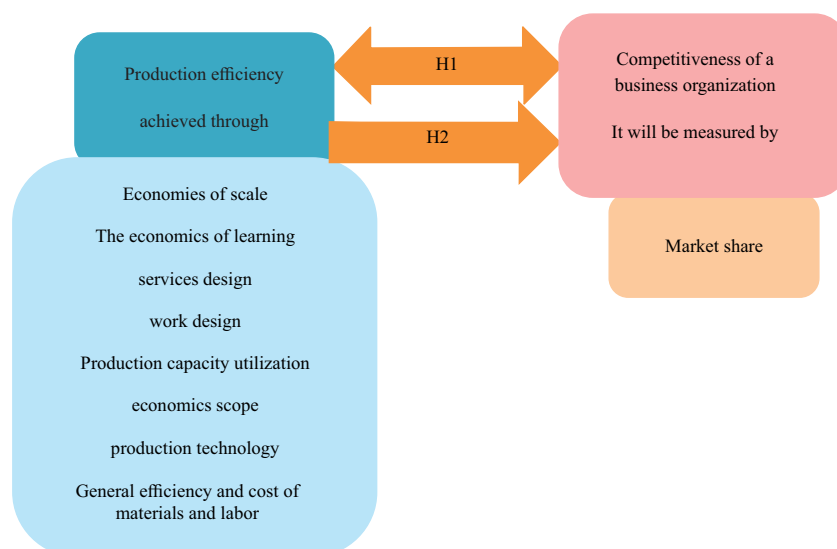 Production efficiency
achieved through
H1
H2
Competitiveness of a
business organization
It will be measured by
Market share
Economies of scale
The economics of learning
services design
work design
Production capacity utilization
economics scope
production technology
General efficiency and cost of
materials and labor